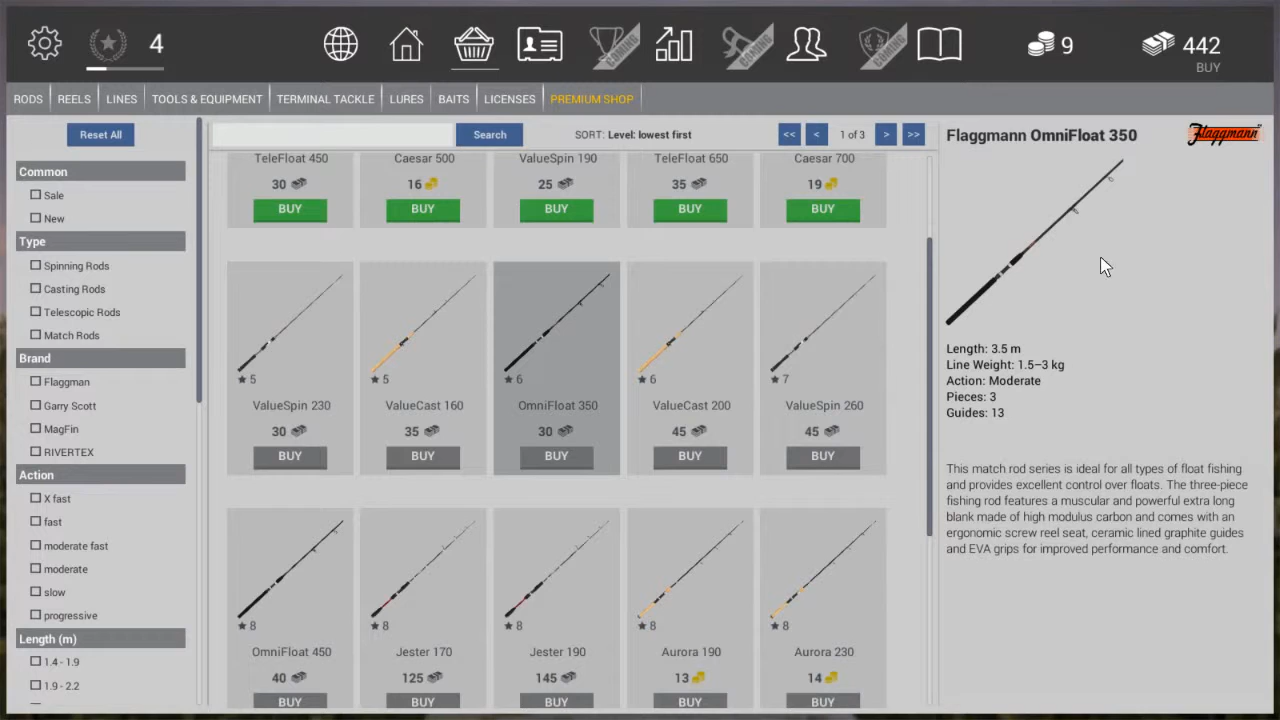 4
9
442
BUY
COMING
COMING
COMING
RODS
REELS
LINES
TOOLS & EQUIPMENT
TERMINAL TACKLE
LURES
BAITS
LICENSES
PREMIUM SHOP
Reset All
Search
SORT: Level: lowest first
<<
<
1 of 3
>
>>
Common
Sale
New
Type
Spinning Rods
Casting Rods
Telescopic Rods
Match Rods
Brand
Flaggman
Garry Scott
MagFin
RIVERTEX
Action
X fast
fast
moderate fast
moderate
slow
progressive
Length (m)
1.4 - 1.9
1.9 - 2.2
TeleFloat 450
30
BUY
Caesar 500
16
BUY
ValueSpin 190
25
BUY
TeleFloat 650
35
BUY
Caesar 700
19
BUY
5
ValueSpin 230
30
BUY
5
ValueCast 160
35
BUY
6
OmniFloat 350
30
BUY
6
ValueCast 200
45
BUY
7
ValueSpin 260
45
BUY
8
OmniFloat 450
40
BUY
8
Jester 170
125
BUY
8
Jester 190
145
BUY
8
Aurora 190
13
BUY
8
Aurora 230
14
BUY
Flaggmann OmniFloat 350
Flaggmann
Length: 3.5 m
Line Weight: 1.5–3 kg
Action: Moderate
Pieces: 3
Guides: 13
This match rod series is ideal for all types of float fishing
and provides excellent control over floats. The three-piece
fishing rod features a muscular and powerful extra long
blank made of high modulus carbon and comes with an
ergonomic screw reel seat, ceramic lined graphite guides
and EVA grips for improved performance and comfort.